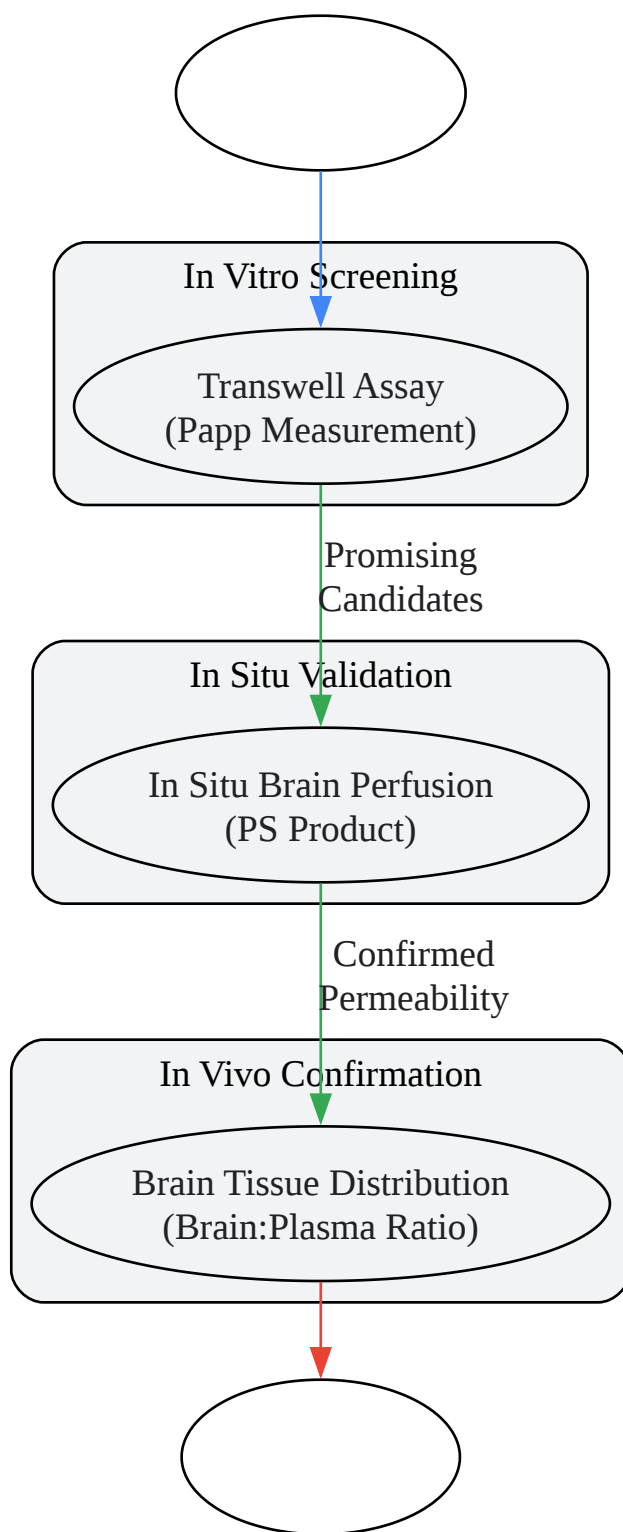 In Vitro Screening
Transwell Assay
(Papp Measurement)
Promising
Candidates
In Situ Validation
In Situ Brain Perfusion
(PS Product)
Confirmed
Permeability
In Vivo Confirmation
Brain Tissue Distribution
(Brain:Plasma Ratio)